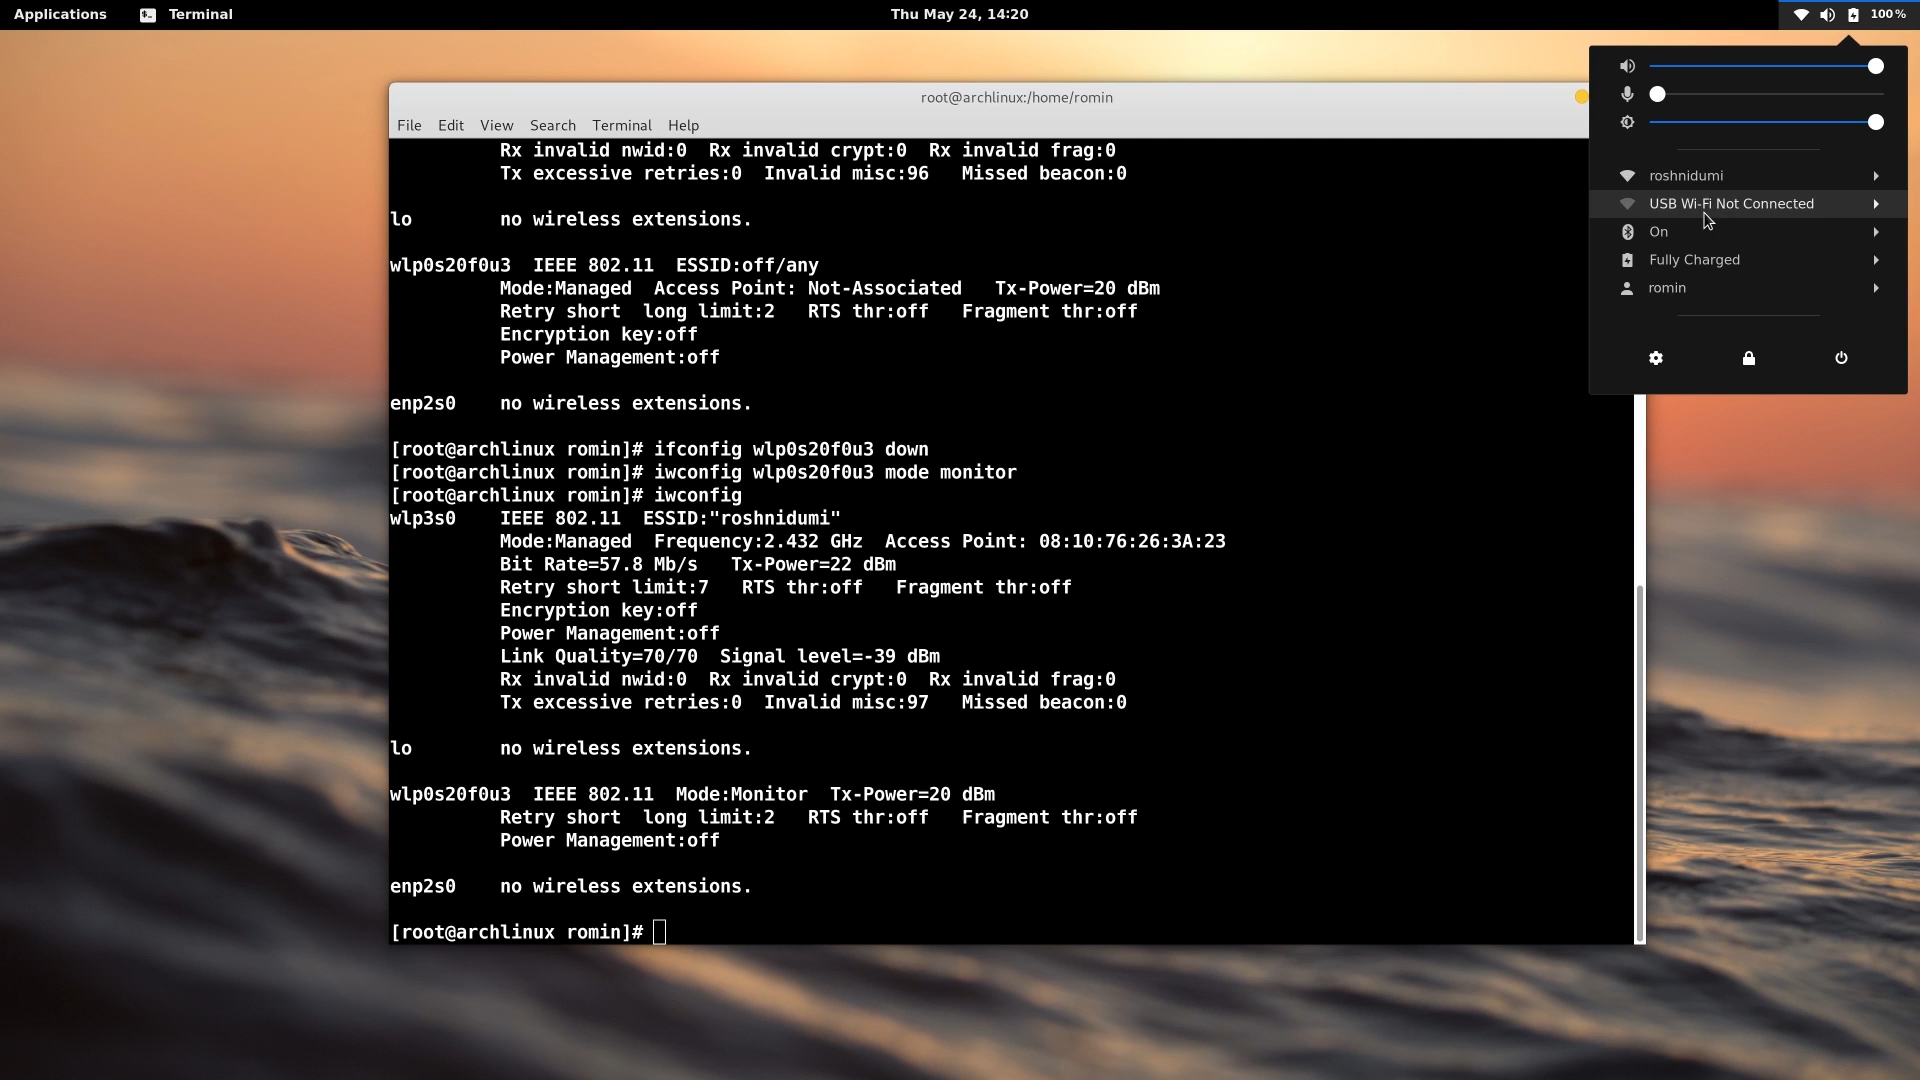 Applications Terminal Thu May 24, 14:20 100 %
root@archlinux:/home/romin
File Edit View Search Terminal Help
Rx invalid nwid:0  Rx invalid crypt:0  Rx invalid frag:0
Tx excessive retries:0  Invalid misc:96   Missed beacon:0
lo        no wireless extensions.
wlp0s20f0u3  IEEE 802.11  ESSID:off/any
Mode:Managed  Access Point: Not-Associated   Tx-Power=20 dBm
Retry short  long limit:2   RTS thr:off   Fragment thr:off
Encryption key:off
Power Management:off
enp2s0    no wireless extensions.
[root@archlinux romin]# ifconfig wlp0s20f0u3 down
[root@archlinux romin]# iwconfig wlp0s20f0u3 mode monitor
[root@archlinux romin]# iwconfig
wlp3s0    IEEE 802.11  ESSID:"roshnidumi"
Mode:Managed  Frequency:2.432 GHz  Access Point: 08:10:76:26:3A:23
Bit Rate=57.8 Mb/s   Tx-Power=22 dBm
Retry short limit:7   RTS thr:off   Fragment thr:off
Encryption key:off
Power Management:off
Link Quality=70/70  Signal level=-39 dBm
Rx invalid nwid:0  Rx invalid crypt:0  Rx invalid frag:0
Tx excessive retries:0  Invalid misc:97   Missed beacon:0
lo        no wireless extensions.
wlp0s20f0u3  IEEE 802.11  Mode:Monitor  Tx-Power=20 dBm
Retry short  long limit:2   RTS thr:off   Fragment thr:off
Power Management:off
enp2s0    no wireless extensions.
[root@archlinux romin]#
roshnidumi
USB Wi-Fi Not Connected
On
Fully Charged
romin